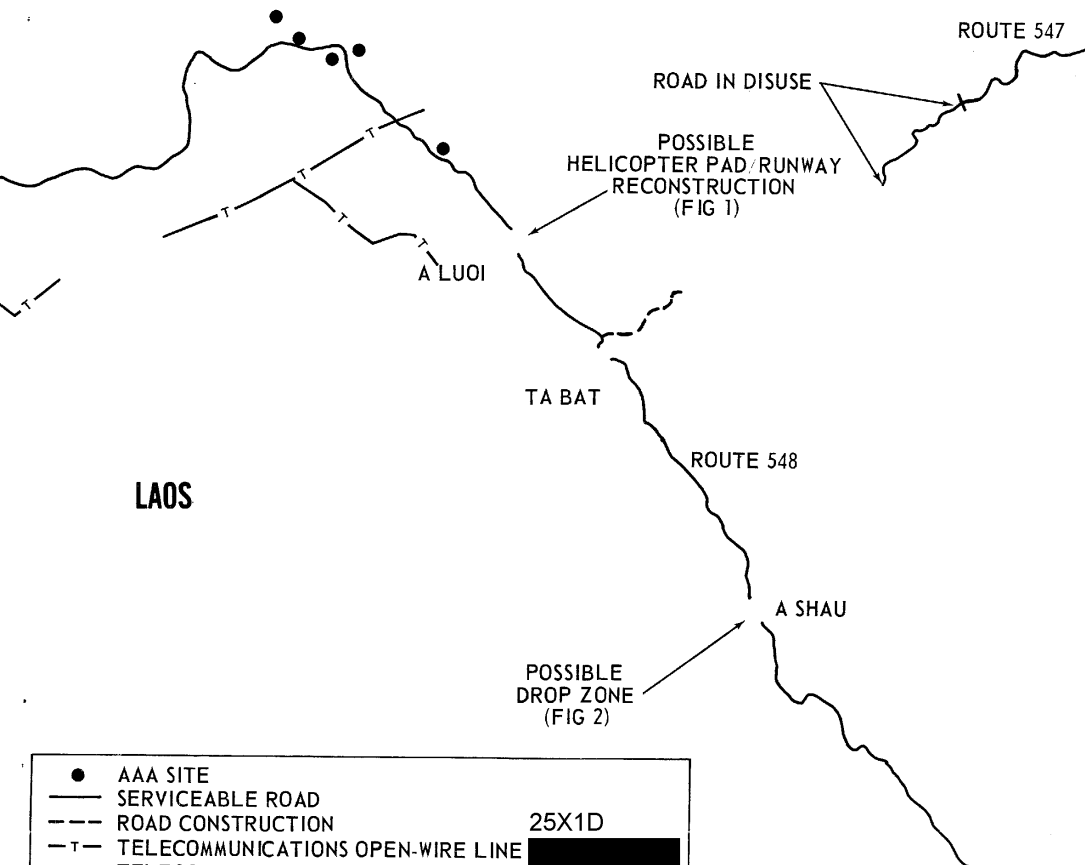 ROUTE 547
ROAD IN DISUSE
POSSIBLE
HELICOPTER PAD/RUNWAY
RECONSTRUCTION
(FIG 1)
T
T
T
T
T
T
A LUOI
TA BAT
ROUTE 548
LAOS
A SHAU
POSSIBLE
DROP ZONE
(FIG 2)
AAA SITE
SERVICEABLE ROAD
ROAD CONSTRUCTION
25X1D
-T- TELECOMMUNICATIONS OPEN-WIRE LINE